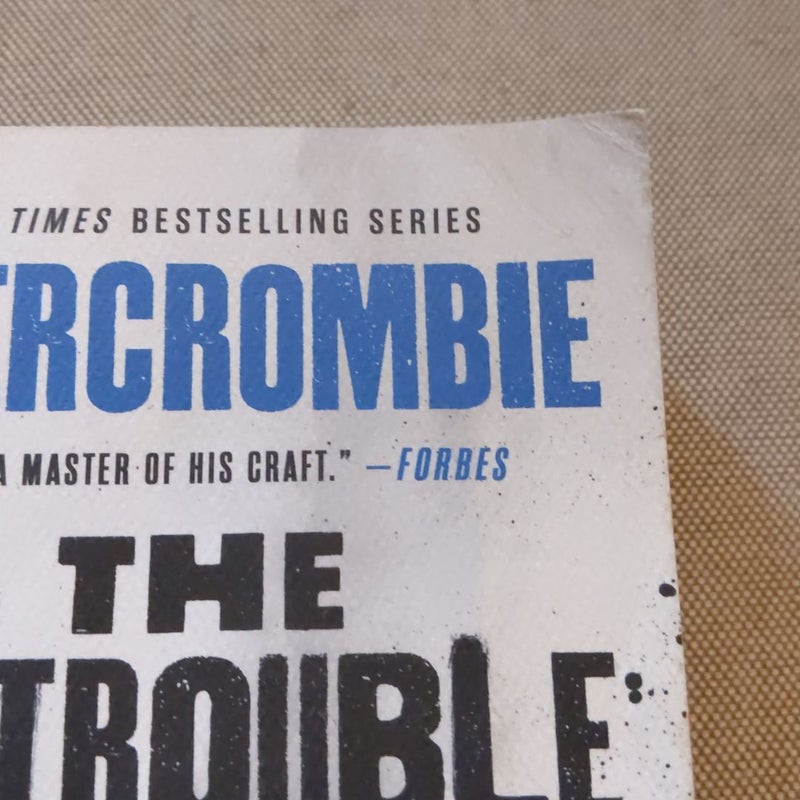 TIMES BESTSELLING SERIES
RCROMBIE
A MASTER OF HIS CRAFT." —FORBES
THE
TROUBLE